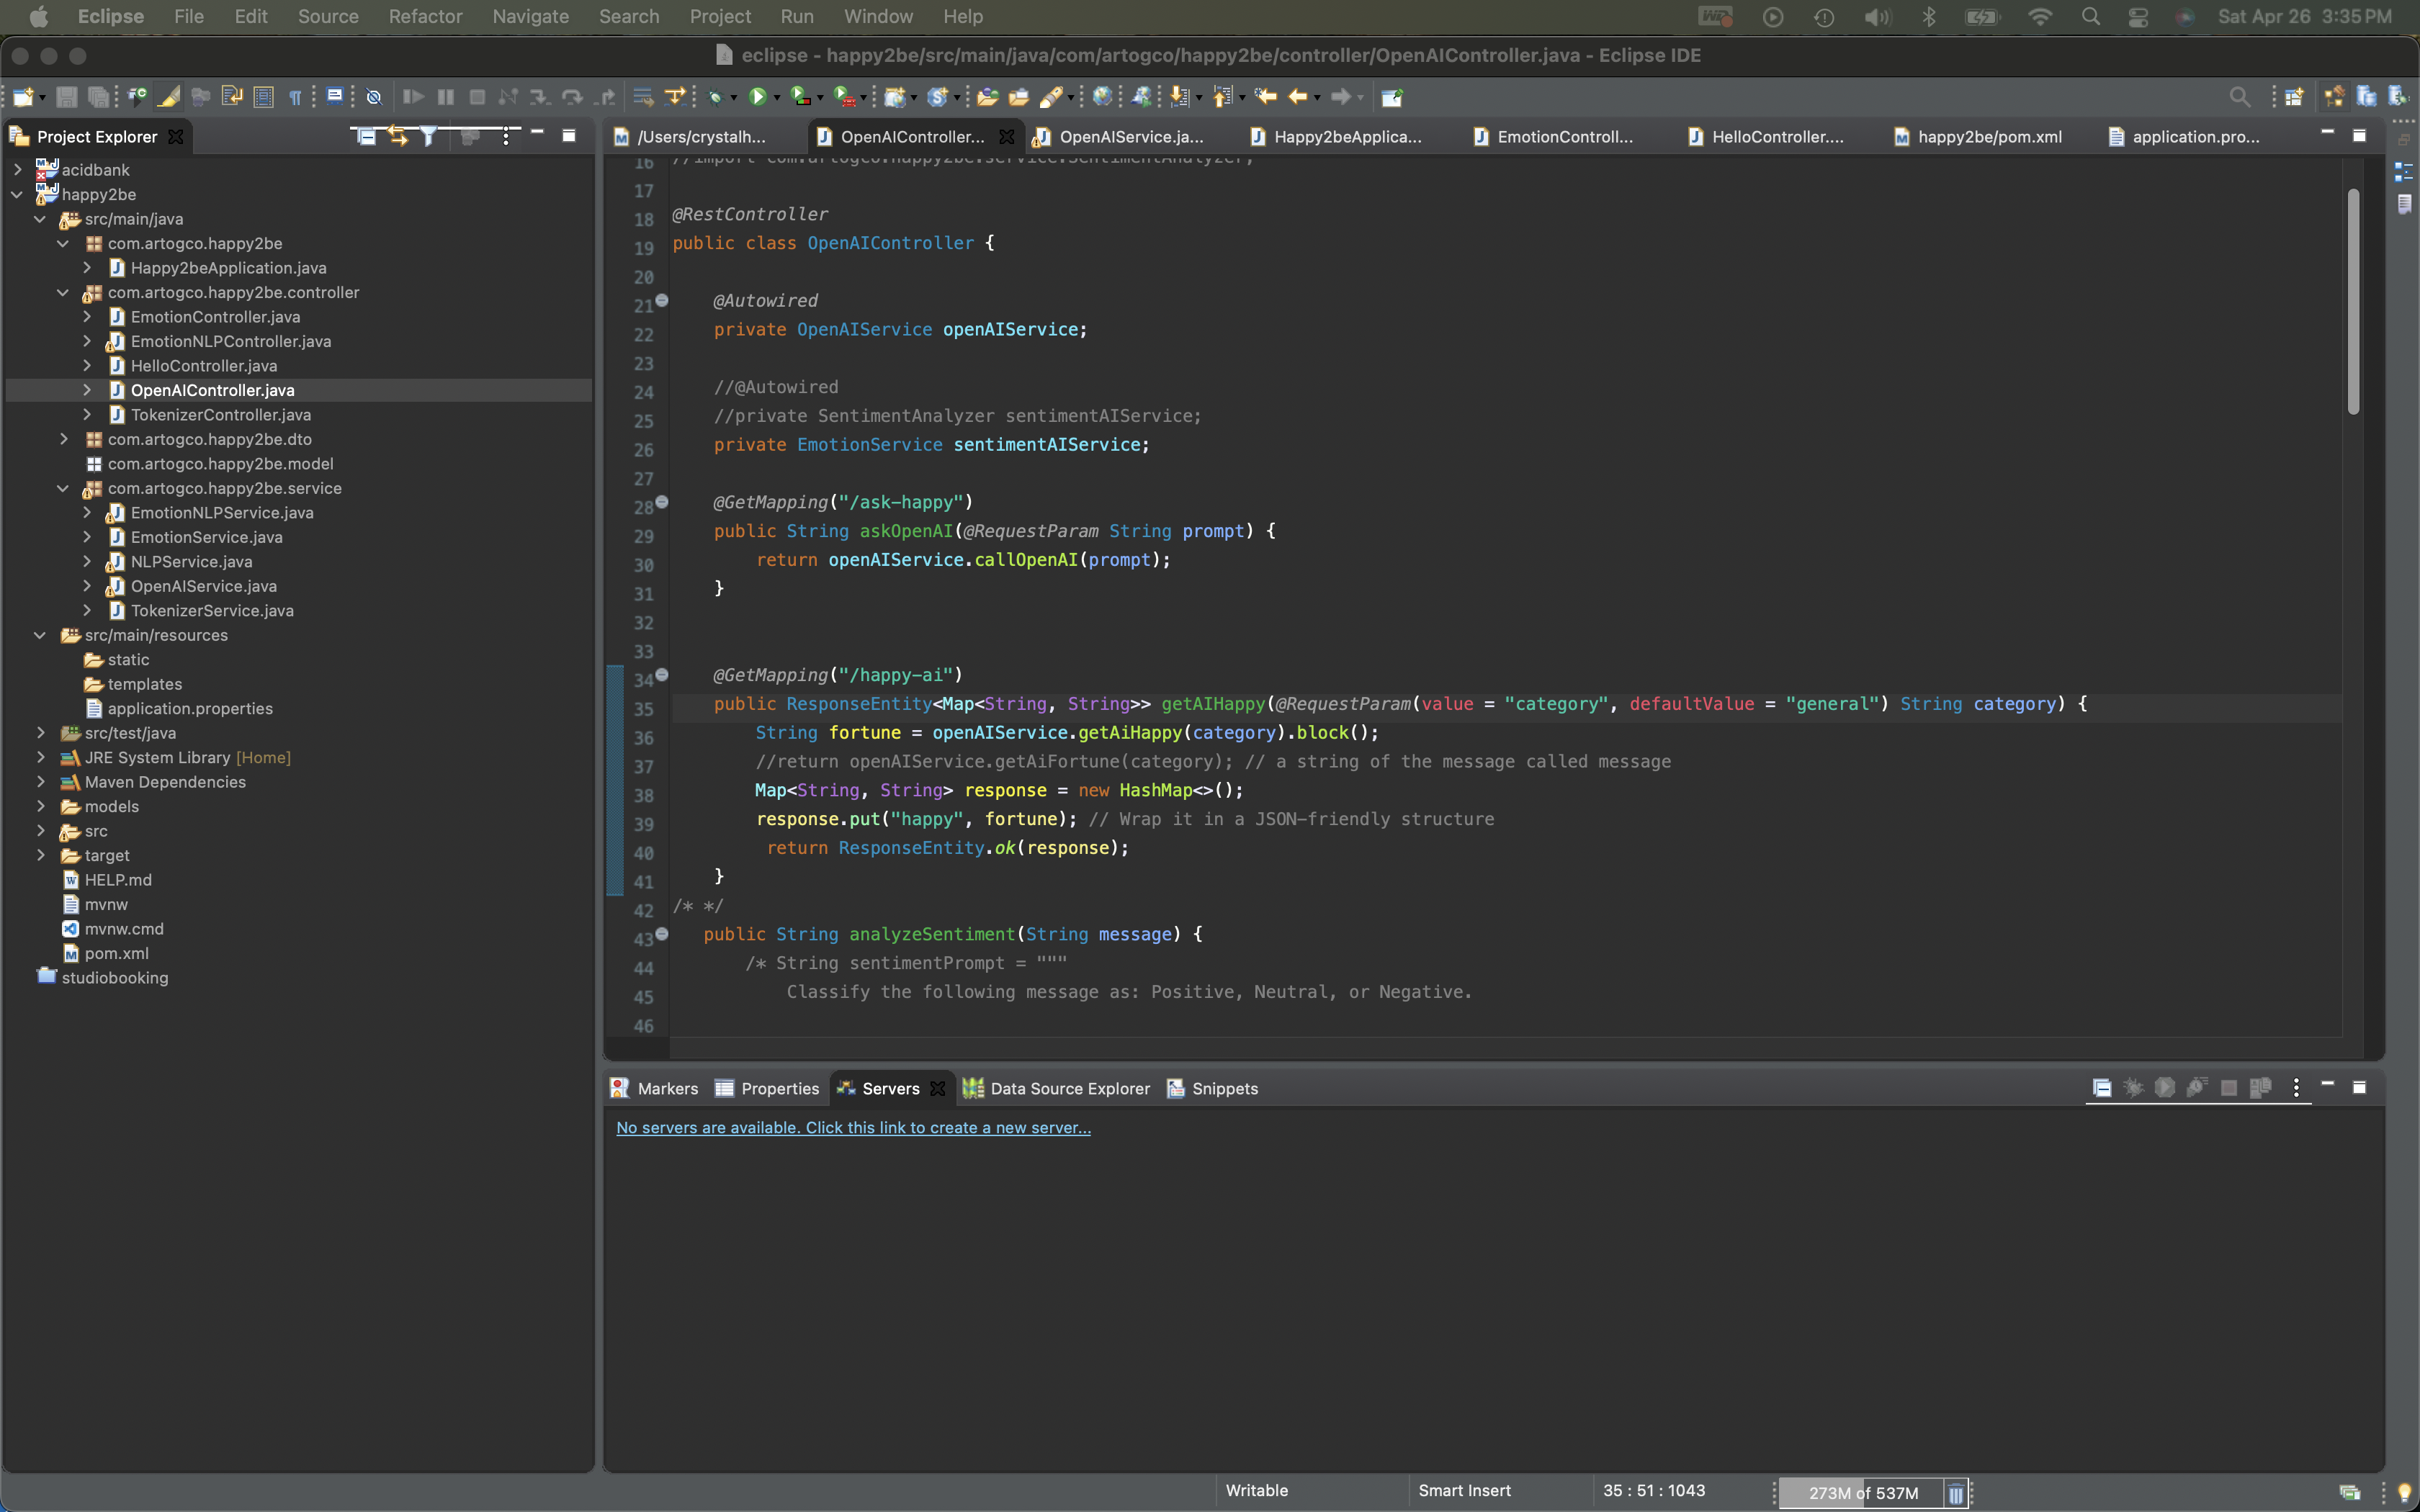 Eclipse File Edit Source Refactor Navigate Search Project Run Window Help Sat Apr 26 3:35 PM
eclipse - happy2be/src/main/java/com/artogco/happy2be/controller/OpenAIController.java - Eclipse IDE
Project Explorer
acidbank
happy2be
src/main/java
com.artogco.happy2be
Happy2beApplication.java
com.artogco.happy2be.controller
EmotionController.java
EmotionNLPController.java
HelloController.java
OpenAIController.java
TokenizerController.java
com.artogco.happy2be.dto
com.artogco.happy2be.model
com.artogco.happy2be.service
EmotionNLPService.java
EmotionService.java
NLPService.java
OpenAIService.java
TokenizerService.java
src/main/resources
static
templates
application.properties
src/test/java
JRE System Library [Home]
Maven Dependencies
models
src
target
HELP.md
mvnw
mvnw.cmd
pom.xml
studiobooking
/Users/crystalh... OpenAIController... OpenAIService.ja... Happy2beApplica... EmotionControll... HelloController.... happy2be/pom.xml application.pro...
16 //import com.artogco.happy2be.service.SentimentAnalyzer;
17
18 @RestController
19 public class OpenAIController {
20
21 @Autowired
22 private OpenAIService openAIService;
23
24 //@Autowired
25 //private SentimentAnalyzer sentimentAIService;
26 private EmotionService sentimentAIService;
27
28 @GetMapping("/ask-happy")
29 public String askOpenAI(@RequestParam String prompt) {
30 return openAIService.callOpenAI(prompt);
31 }
32
33
34 @GetMapping("/happy-ai")
35 public ResponseEntity<Map<String, String>> getAIHappy(@RequestParam(value = "category", defaultValue = "general") String category) {
36 String fortune = openAIService.getAiHappy(category).block();
37 //return openAIService.getAiFortune(category); // a string of the message called message
38 Map<String, String> response = new HashMap<>();
39 response.put("happy", fortune); // Wrap it in a JSON-friendly structure
40 return ResponseEntity.ok(response);
41 }
42 /* */
43 public String analyzeSentiment(String message) {
44 /* String sentimentPrompt = """
45 Classify the following message as: Positive, Neutral, or Negative.
46
Markers Properties Servers Data Source Explorer Snippets
No servers are available. Click this link to create a new server...
Writable Smart Insert 35 : 51 : 1043 273M of 537M